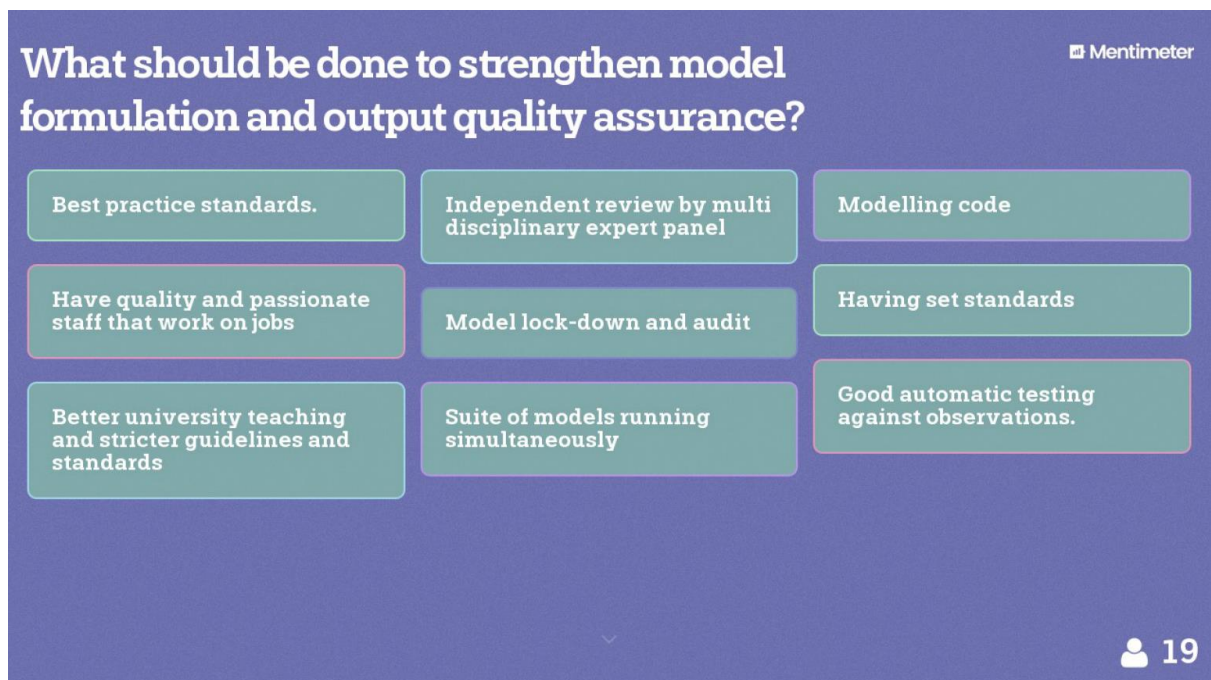 What should be done to strengthen model
formulation and output quality assurance?
Mentimeter
Best practice standards.
Have quality and passionate
staff that work on jobs
Better university teaching
and stricter guidelines and
standards
Independent review by multi
disciplinary expert panel
Model lock-down and audit
Suite of models running
simultaneously
Modelling code
Having set standards
Good automatic testing
against observations.
19